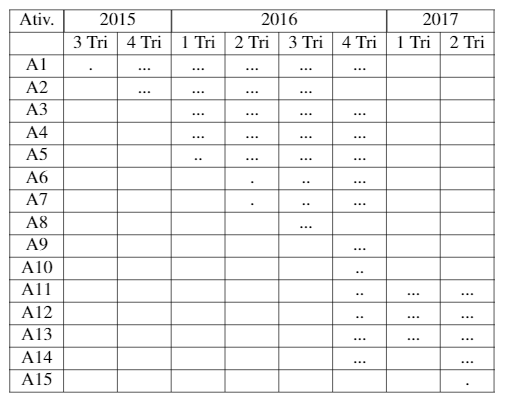 Ativ. 2015 2016 2017
3 Tri 4 Tri 1 Tri 2 Tri 3 Tri 4 Tri 1 Tri 2 Tri
A1 . ... ... ... ... ...
A2 ... ... ... ...
A3 ... ... ... ...
A4 ... ... ... ...
A5 .. ... ... ...
A6 . .. ...
A7 . .. ...
A8 ...
A9 ...
A10 ..
A11 .. ... ...
A12 .. ... ...
A13 ... ... ...
A14 ... ...
A15 .